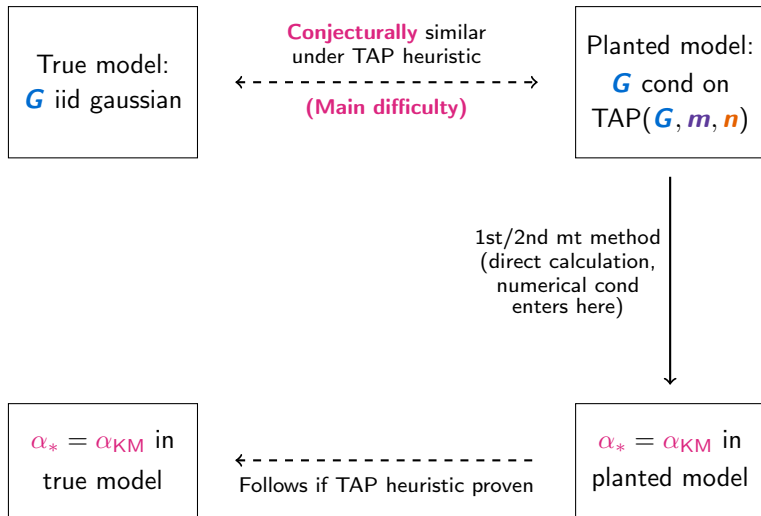 True model:
G iid gaussian
Conjecturally similar
under TAP heuristic
(Main difficulty)
Planted model:
G cond on
TAP(G, m, n)
1st/2nd mt method
(direct calculation,
numerical cond
enters here)
α∗ = αKM in
true model
Follows if TAP heuristic proven
α∗ = αKM in
planted model